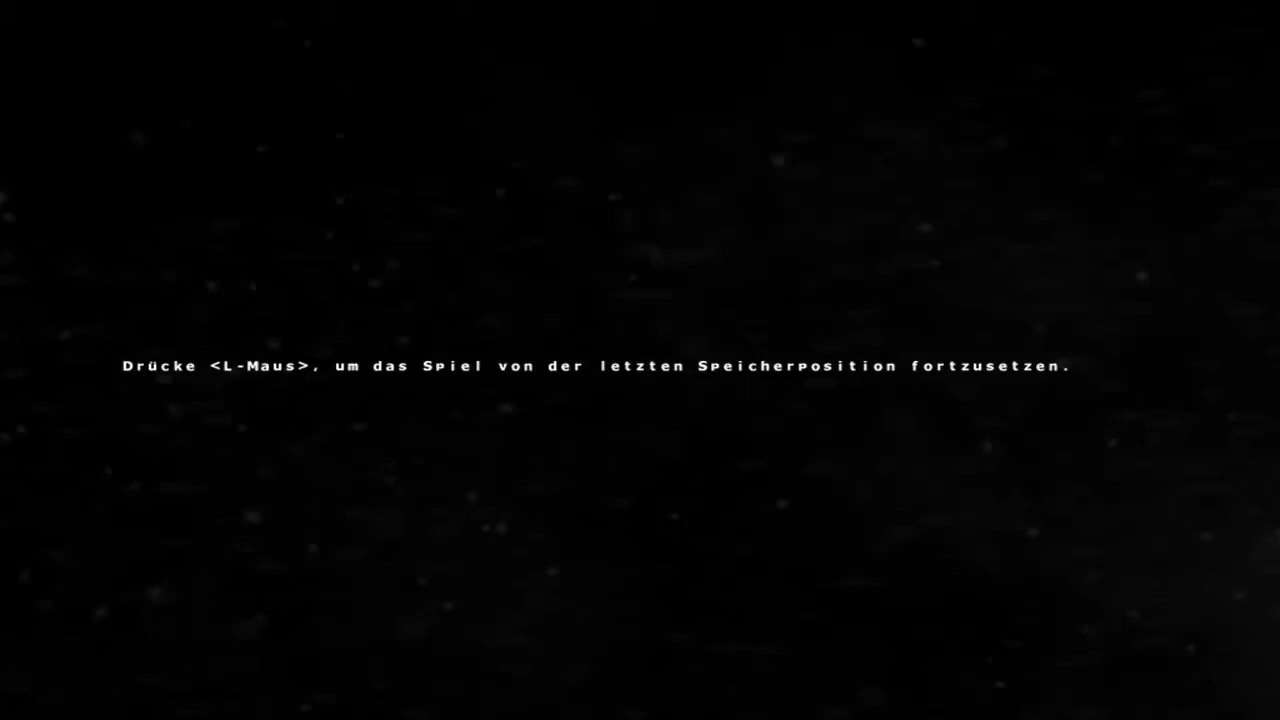 Drücke <L-Maus>, um das Spiel von der letzten Speicherposition fortzusetzen.